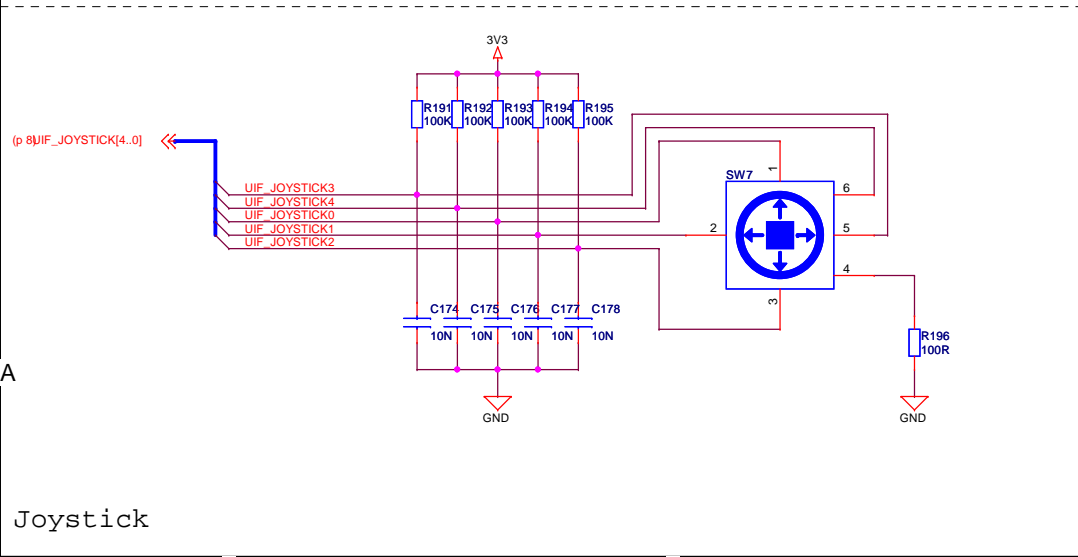 3V3
R191 R192 R193 R194 R195
100K 100K 100K 100K 100K
(p 8)UIF_JOYSTICK[4..0]
1
SW7
UIF_JOYSTICK3
6
UIF_JOYSTICK4
UIF_JOYSTICK0
UIF_JOYSTICK1
2
5
UIF_JOYSTICK2
4
3
C174 C175 C176 C177 C178
10N 10N 10N 10N 10N
R196
100R
A
GND
GND
Joystick